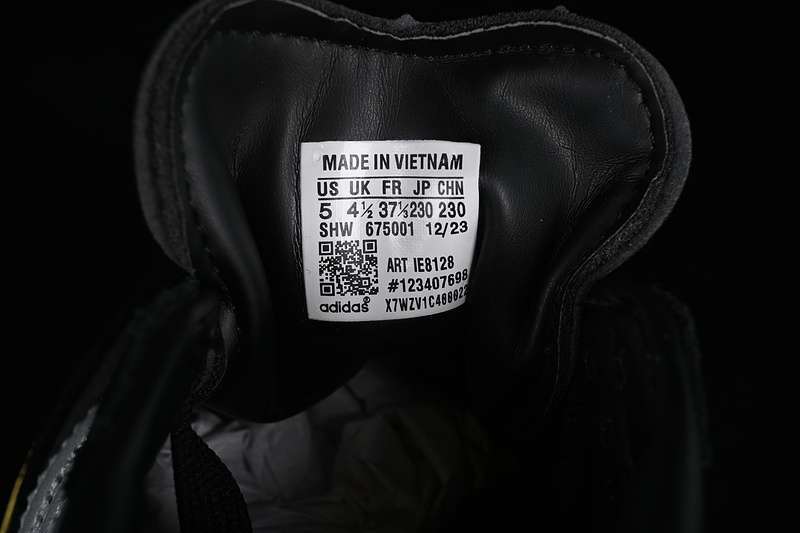 MADE IN VIETNAM
US UK FR JP CHN
5 4½ 37⅓ 230 230
SHW 675001 12/23
ART IE8128
#123407698
adidas®